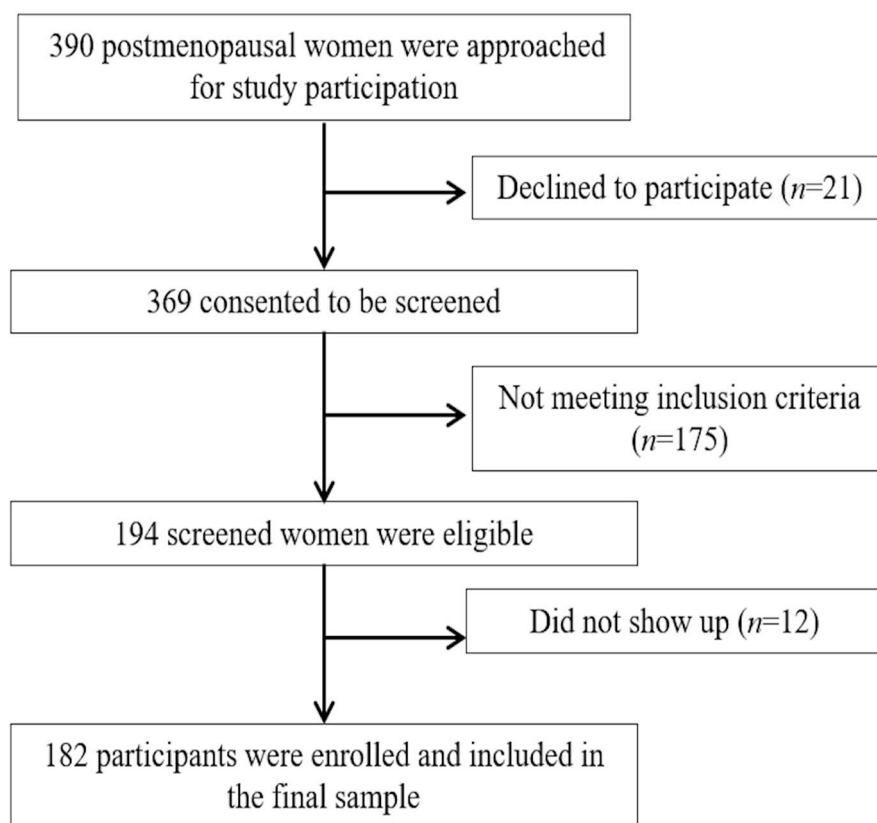 390 postmenopausal women were approached
for study participation
Declined to participate (n=21)
369 consented to be screened
Not meeting inclusion criteria
(n=175)
194 screened women were eligible
Did not show up (n=12)
182 participants were enrolled and included in
the final sample